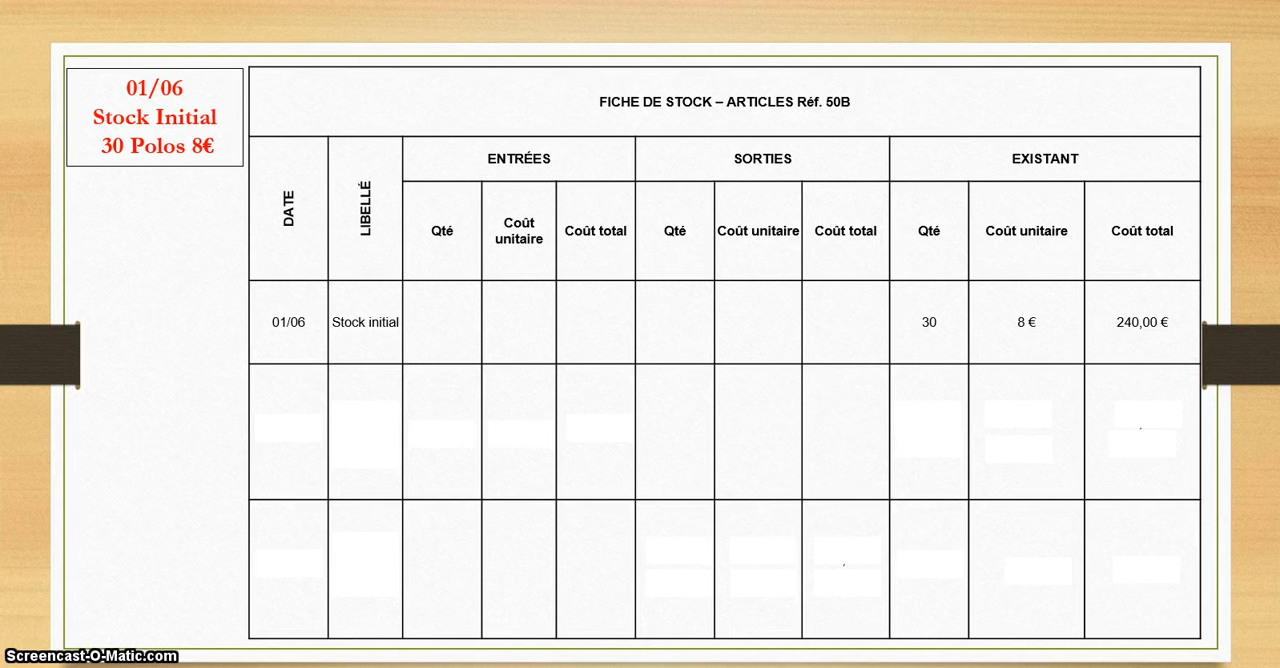 01/06
Stock Initial
30 Polos 8€
FICHE DE STOCK – ARTICLES Réf. 50B
DATE
LIBELLÉ
ENTRÉES
SORTIES
EXISTANT
Qté
Coût
unitaire
Coût total
Qté
Coût unitaire
Coût total
Qté
Coût unitaire
Coût total
01/06
Stock initial
30
8 €
240,00 €
Screencast-O-Matic.com